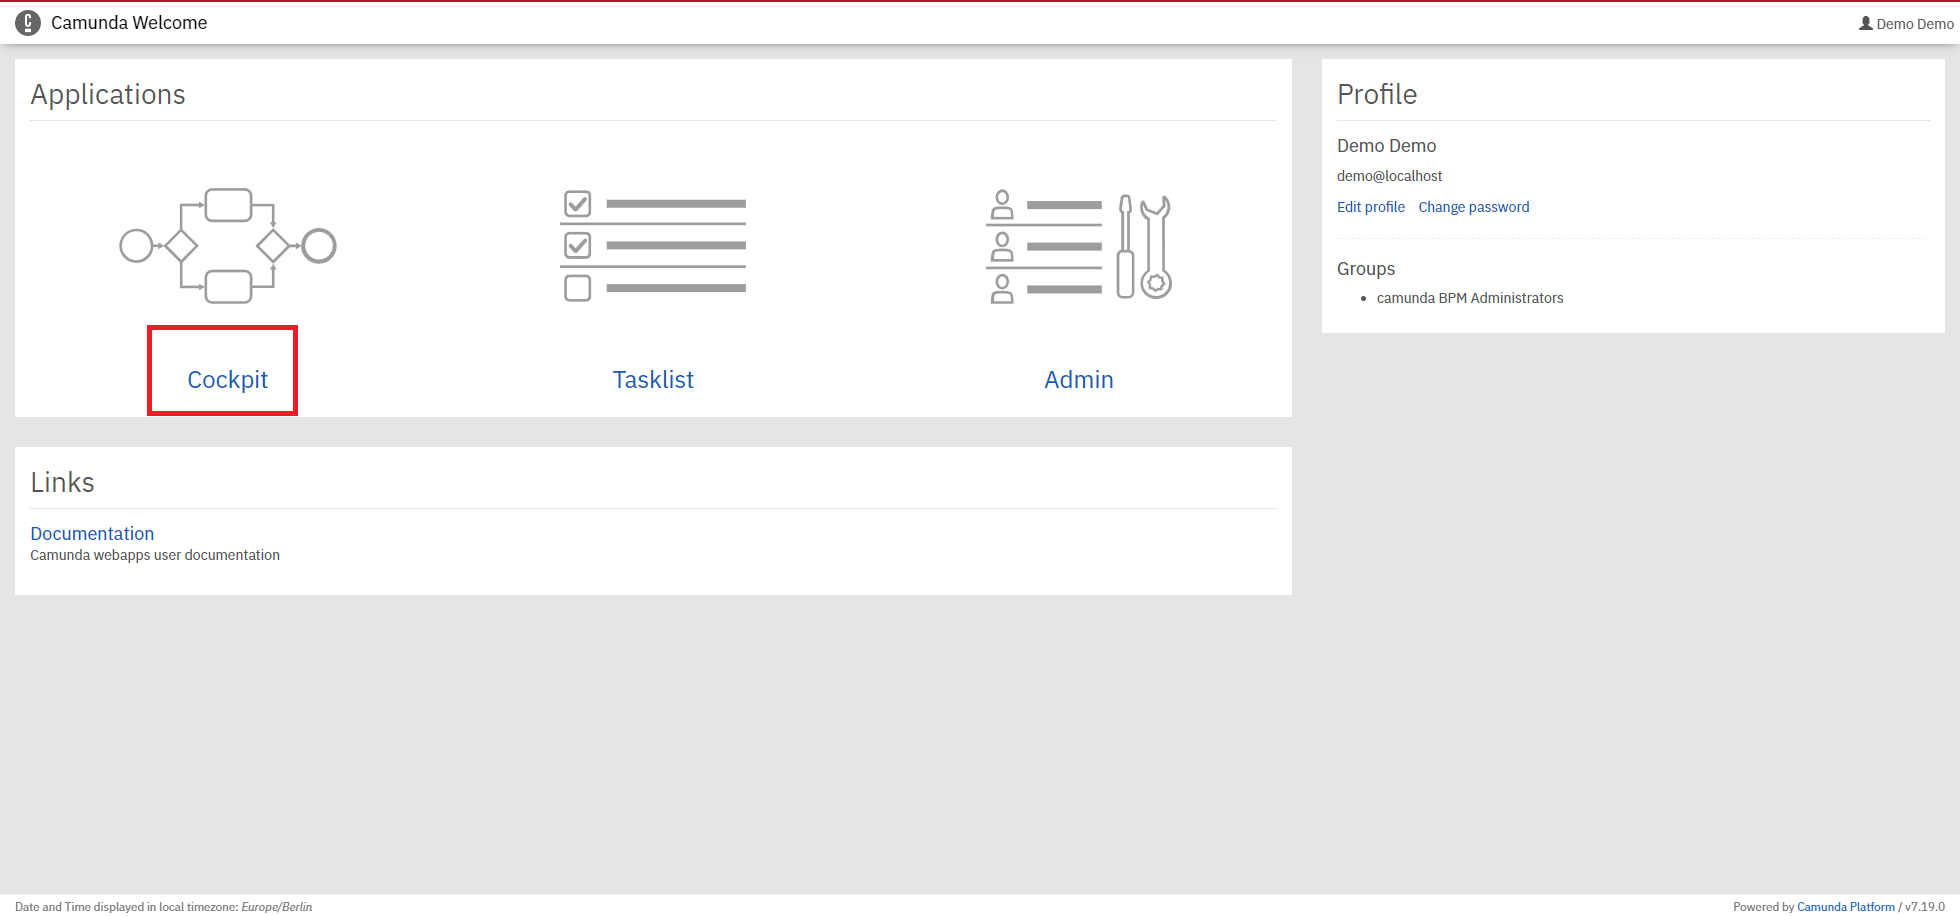 Camunda Welcome
Demo Demo
Applications
Cockpit
Tasklist
Admin
Links
Documentation
Camunda webapps user documentation
Profile
Demo Demo
demo@localhost
Edit profile Change password
Groups
camunda BPM Administrators
Date and Time displayed in local timezone: Europe/Berlin
Powered by Camunda Platform / v7.19.0